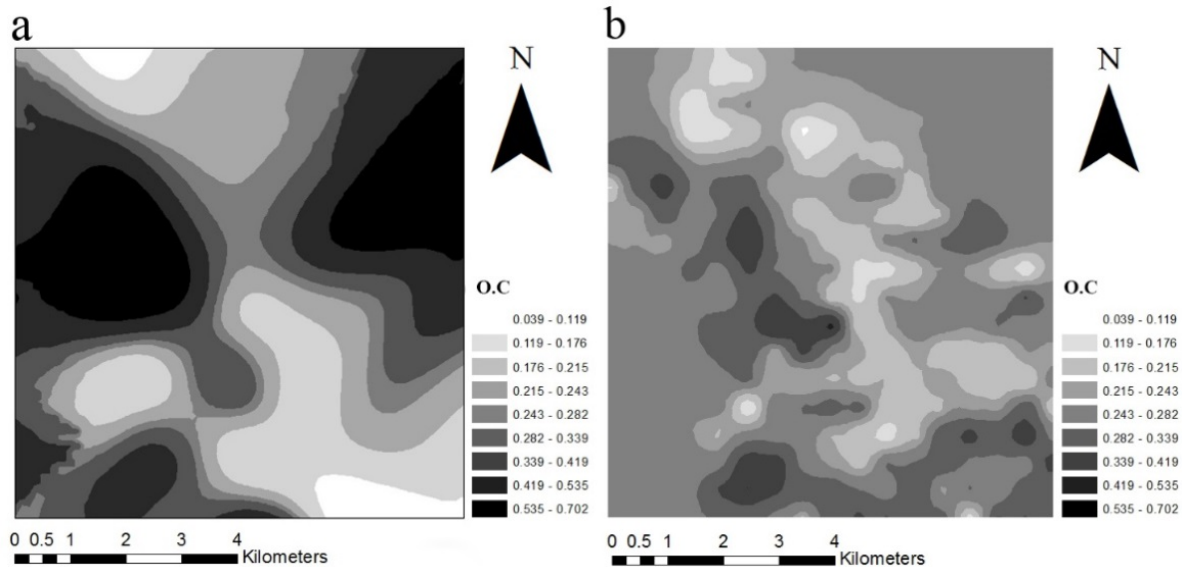 a
N
O.C
0.039 - 0.119
0.119 - 0.176
0.176 - 0.215
0.215 - 0.243
0.243 - 0.282
0.282 - 0.339
0.339 - 0.419
0.419 - 0.535
0.535 - 0.702
0 0.5 1 2 3 4
Kilometers
b
N
O.C
0.039 - 0.119
0.119 - 0.176
0.176 - 0.215
0.215 - 0.243
0.243 - 0.282
0.282 - 0.339
0.339 - 0.419
0.419 - 0.535
0.535 - 0.702
0 0.5 1 2 3 4
Kilometers